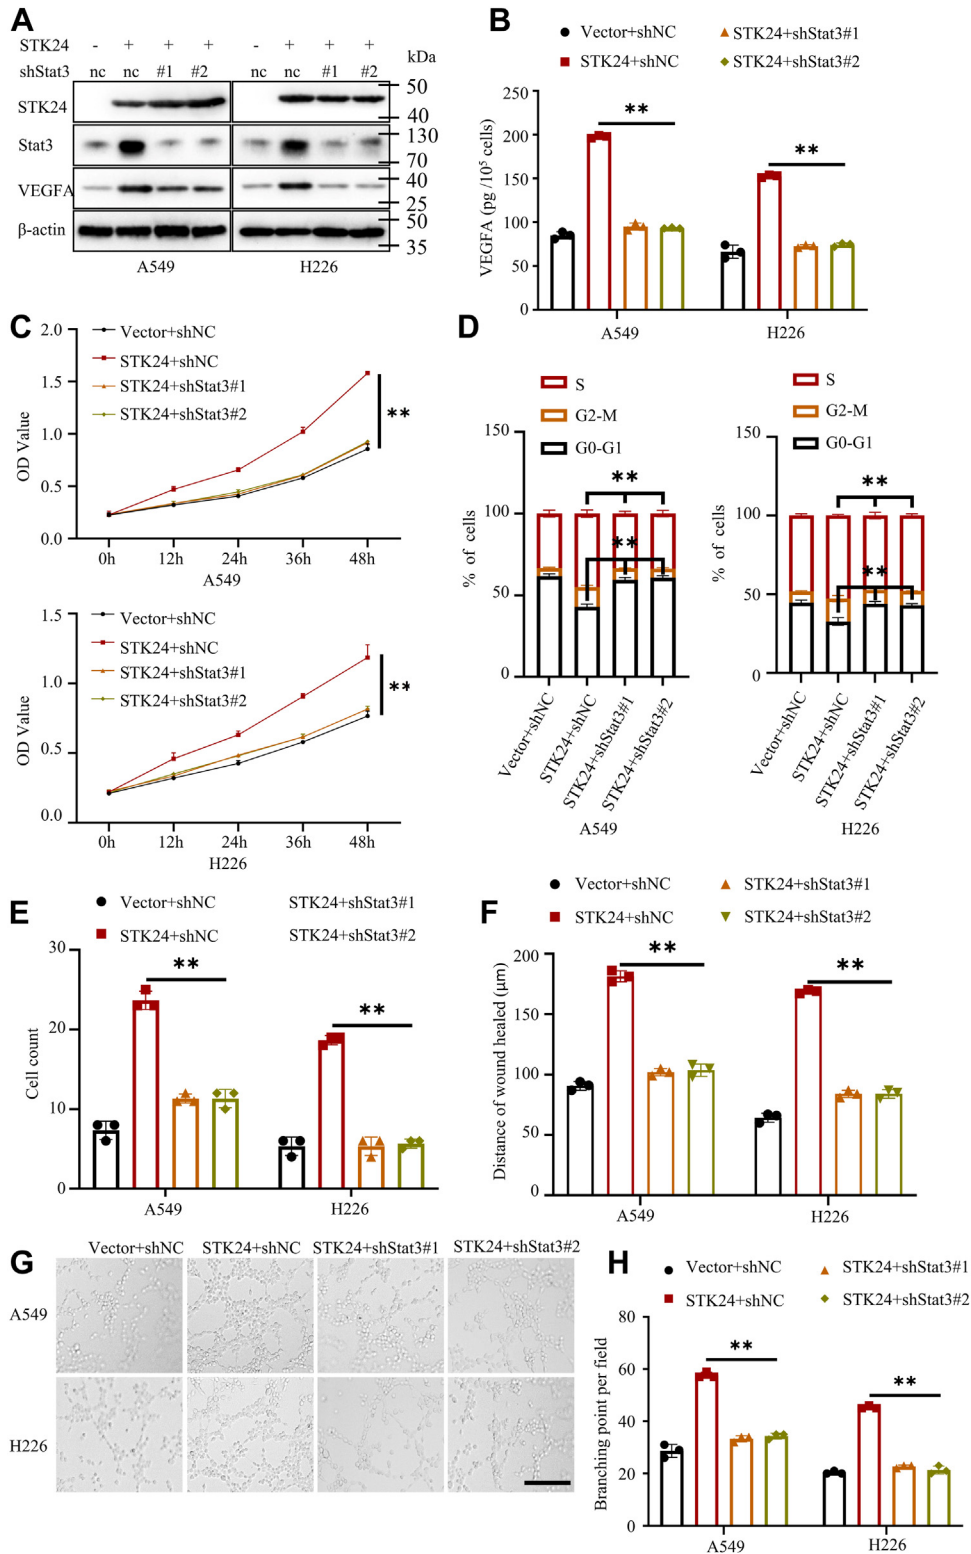 A
STK24 - + + + - + + +
kDa
shStat3 nc nc #1 #2 nc nc #1 #2
STK24
50
40
Stat3
130
70
VEGFA
40
25
β-actin
50
35
A549 H226
B
Vector+shNC STK24+shStat3#1
STK24+shNC STK24+shStat3#2
VEGFA (pg /10⁵ cells)
250
200
150
100
50
0
** **
A549 H226
C
Vector+shNC
STK24+shNC
STK24+shStat3#1
STK24+shStat3#2
OD Value
2.0
1.5
1.0
0.5
0.0
**
0h 12h 24h 36h 48h
A549
Vector+shNC
STK24+shNC
STK24+shStat3#1
STK24+shStat3#2
OD Value
1.5
1.0
0.5
0.0
**
0h 12h 24h 36h 48h
H226
D
S
G2-M
G0-G1
% of cells
150
100
50
0
**
**
Vector+shNC
STK24+shNC
STK24+shStat3#1
STK24+shStat3#2
A549
S
G2-M
G0-G1
% of cells
150
100
50
0
**
**
Vector+shNC
STK24+shNC
STK24+shStat3#1
STK24+shStat3#2
H226
E
Vector+shNC STK24+shStat3#1
STK24+shNC STK24+shStat3#2
Cell count
30
20
10
0
** **
A549 H226
F
Vector+shNC STK24+shStat3#1
STK24+shNC STK24+shStat3#2
Distance of wound healed (μm)
200
150
100
50
0
** **
A549 H226
G
Vector+shNC STK24+shNC STK24+shStat3#1 STK24+shStat3#2
A549
H226
H
Vector+shNC STK24+shStat3#1
STK24+shNC STK24+shStat3#2
Branching point per field
80
60
40
20
0
** **
A549 H226